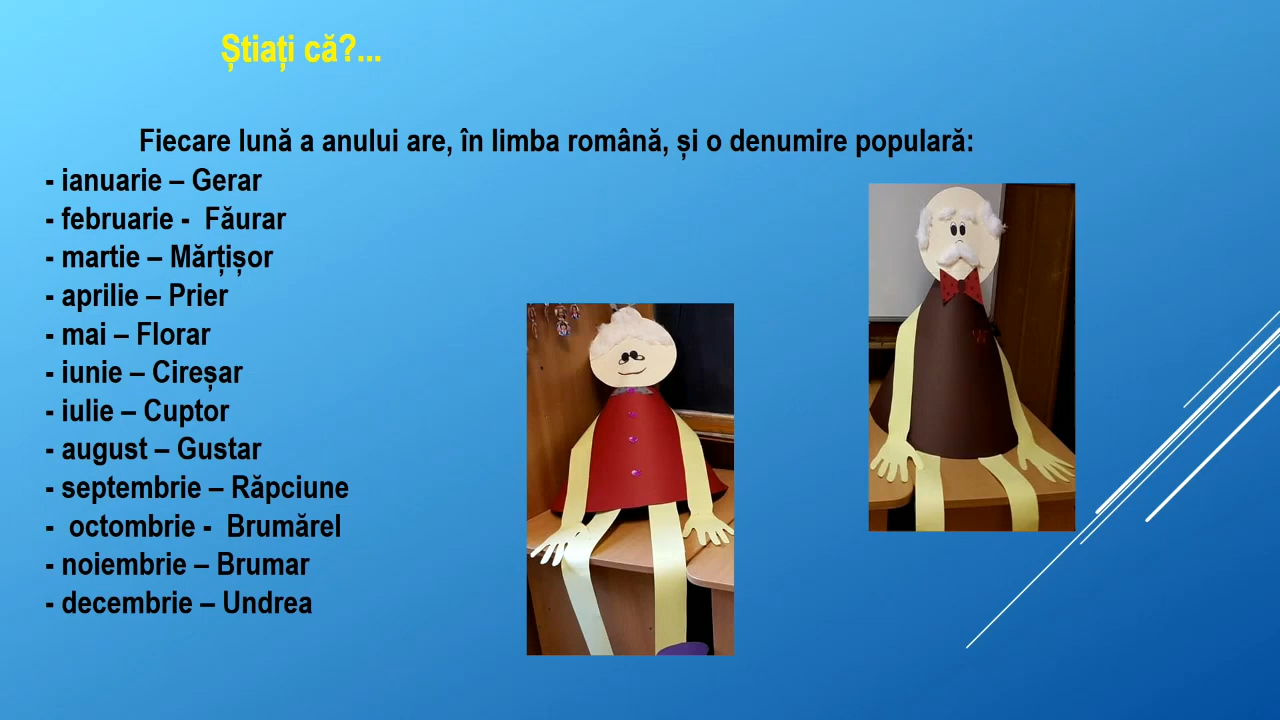 Știați că?...
Fiecare lună a anului are, în limba română, și o denumire populară:
- ianuarie – Gerar
- februarie -  Făurar
- martie – Mărțișor
- aprilie – Prier
- mai – Florar
- iunie – Cireșar
- iulie – Cuptor
- august – Gustar
- septembrie – Răpciune
-  octombrie -  Brumărel
- noiembrie – Brumar
- decembrie – Undrea